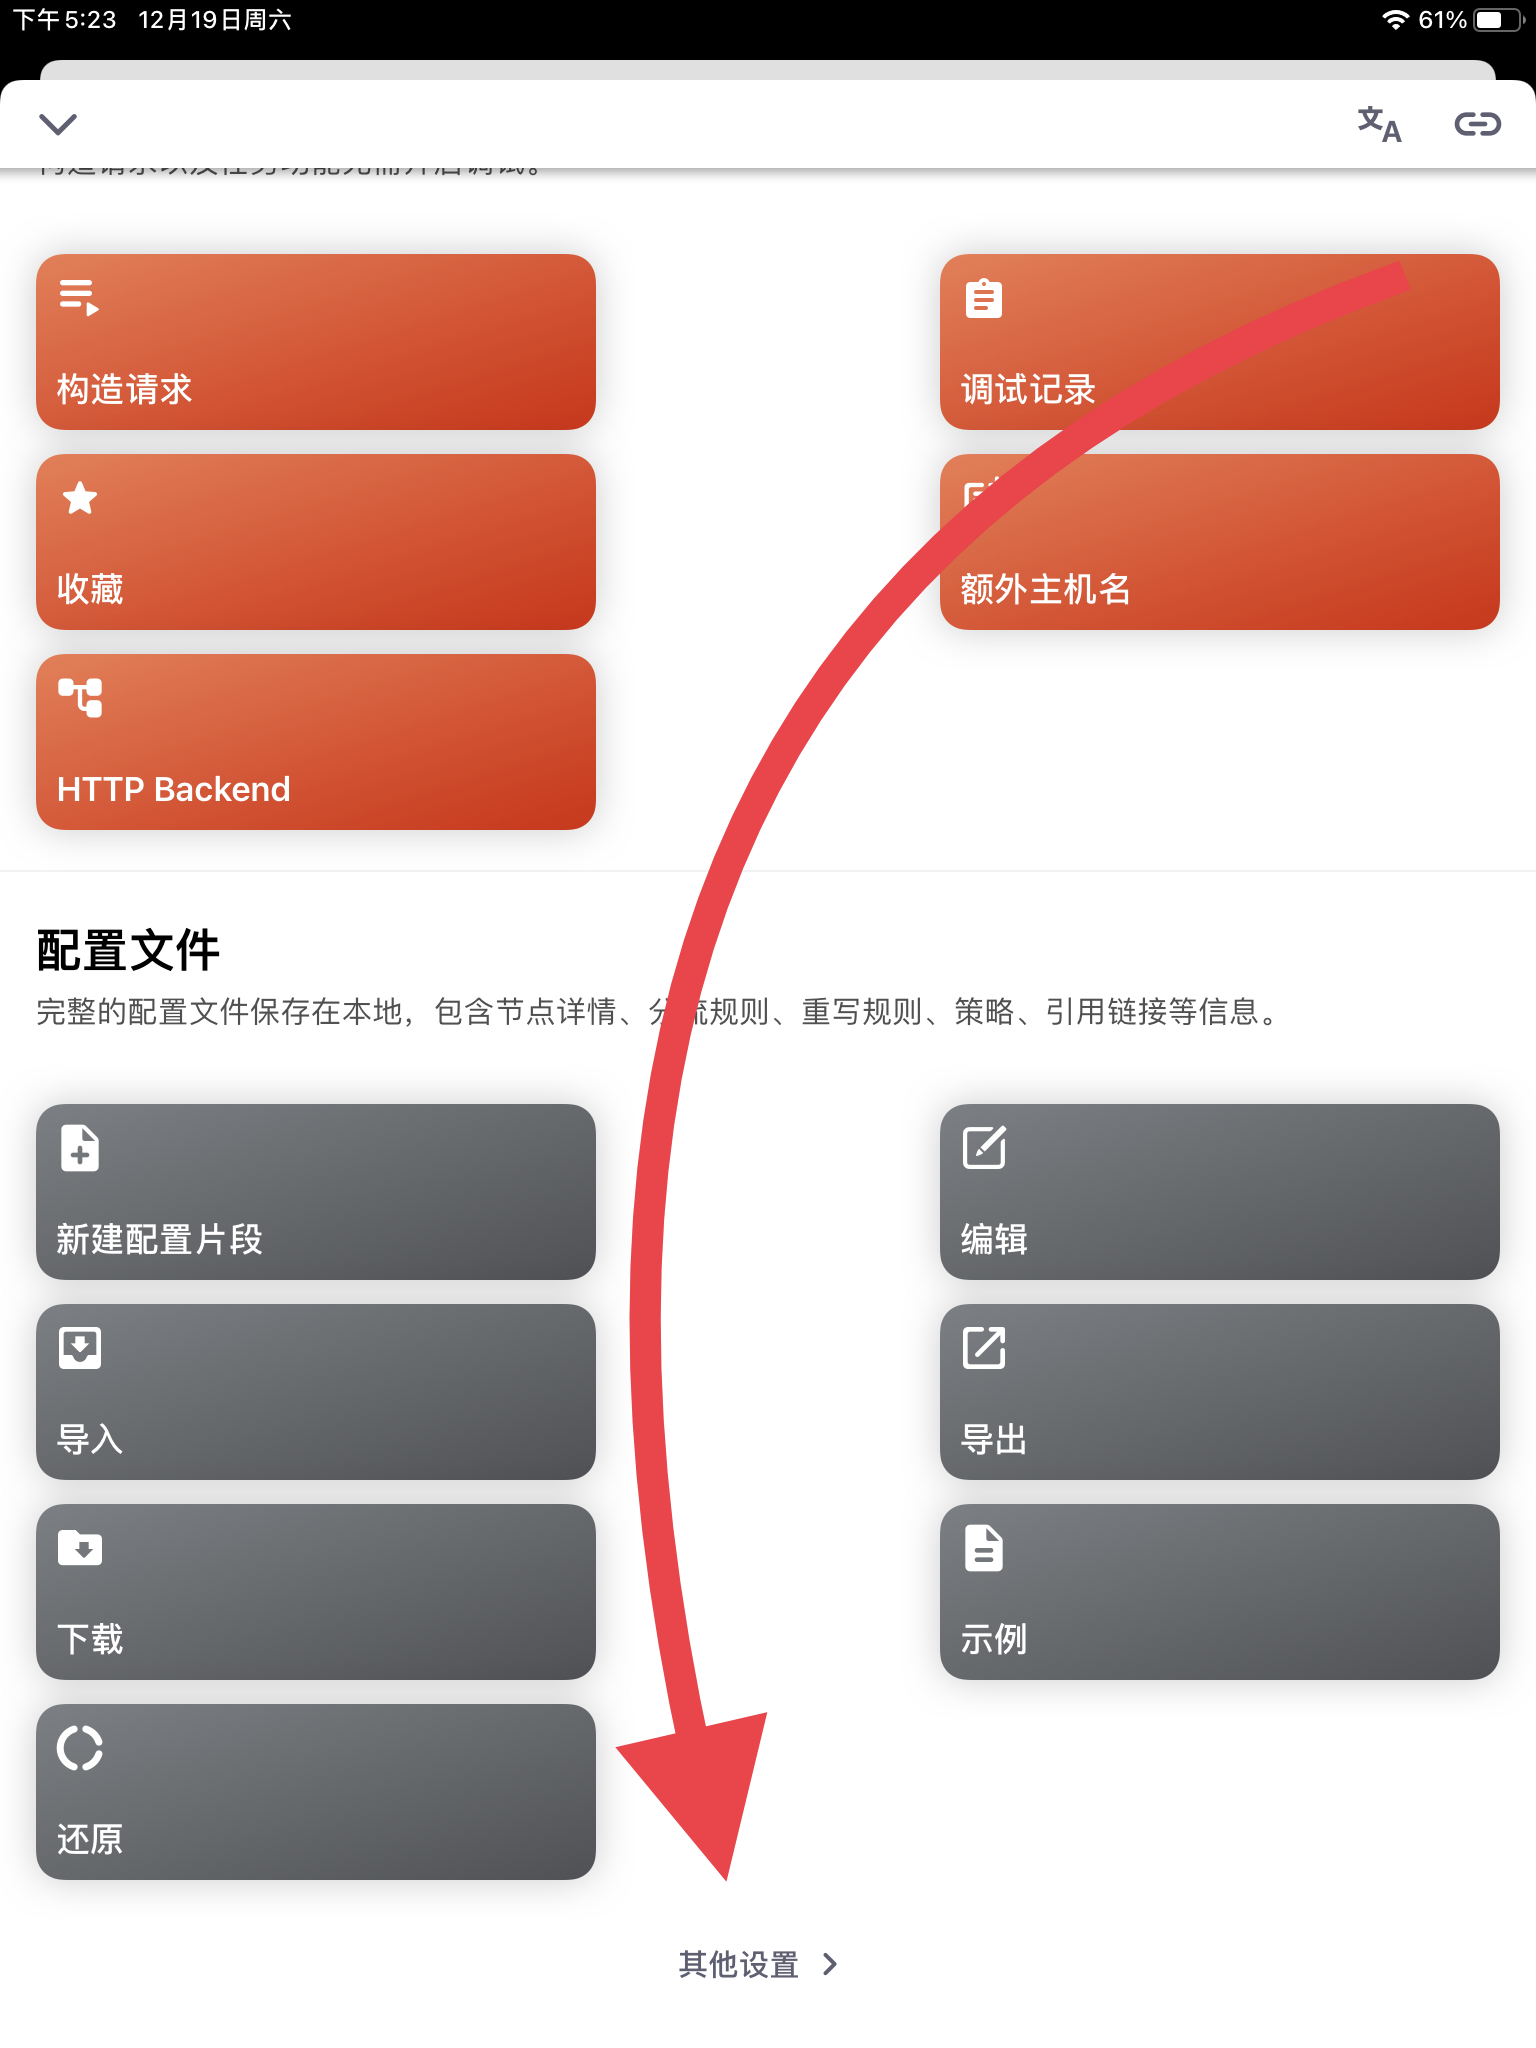 下午5:23 12月19日周六 61%
文A
构造请求 调试记录
收藏 额外主机名
HTTP Backend
配置文件
完整的配置文件保存在本地，包含节点详情、分流规则、重写规则、策略、引用链接等信息。
新建配置片段 编辑
导入 导出
下载 示例
还原
其他设置